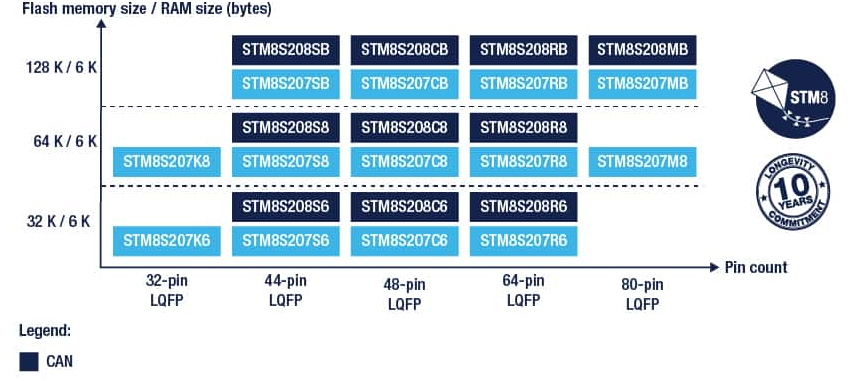 Flash memory size / RAM size (bytes)
128 K / 6 K
STM8S208SB STM8S208CB STM8S208RB STM8S208MB
STM8S207SB STM8S207CB STM8S207RB STM8S207MB
64 K / 6 K
STM8S208S8 STM8S208C8 STM8S208R8
STM8S207K8 STM8S207S8 STM8S207C8 STM8S207R8 STM8S207M8
32 K / 6 K
STM8S208S6 STM8S208C6 STM8S208R6
STM8S207K6 STM8S207S6 STM8S207C6 STM8S207R6
Pin count
32-pin
LQFP
44-pin
LQFP
48-pin
LQFP
64-pin
LQFP
80-pin
LQFP
STM8
LONGEVITY
10
YEARS
COMMITMENT
Legend:
CAN